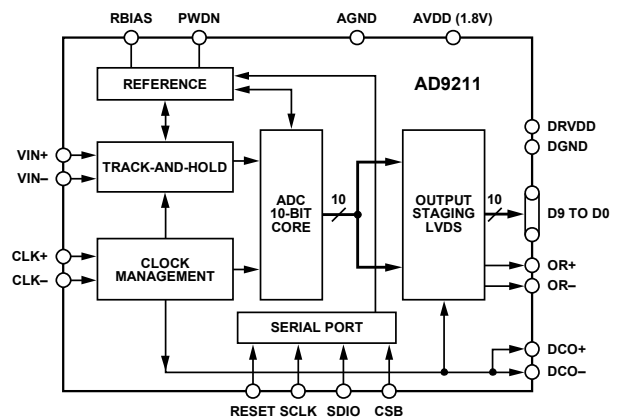 RBIAS PWDN AGND AVDD (1.8V)
REFERENCE
AD9211
DRVDD
DGND
VIN+
VIN–
TRACK-AND-HOLD
ADC
10-BIT
CORE
10
OUTPUT
STAGING
LVDS
10
D9 TO D0
CLK+
CLK–
CLOCK
MANAGEMENT
OR+
OR–
SERIAL PORT
DCO+
DCO–
RESET SCLK SDIO CSB